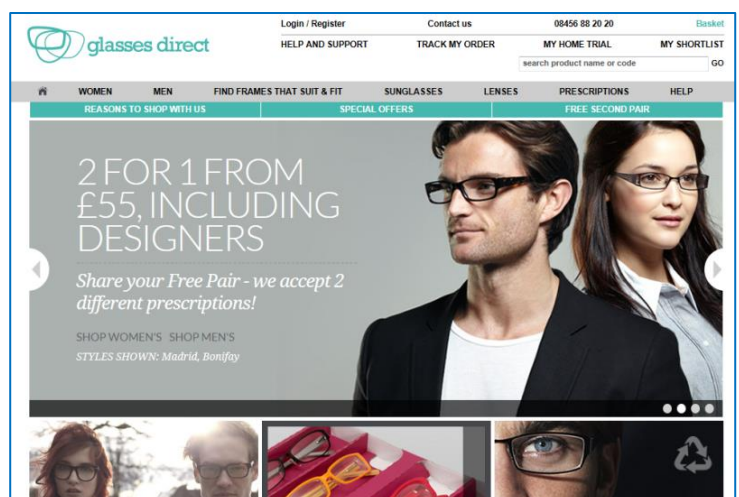 glasses direct
Login / Register Contact us 08456 88 20 20 Basket
HELP AND SUPPORT TRACK MY ORDER MY HOME TRIAL MY SHORTLIST
search product name or code GO
WOMEN MEN FIND FRAMES THAT SUIT & FIT SUNGLASSES LENSES PRESCRIPTIONS HELP
REASONS TO SHOP WITH US SPECIAL OFFERS FREE SECOND PAIR
2 FOR 1 FROM
£55, INCLUDING
DESIGNERS
Share your Free Pair - we accept 2
different prescriptions!
SHOP WOMEN'S SHOP MEN'S
STYLES SHOWN: Madrid, Bonifay